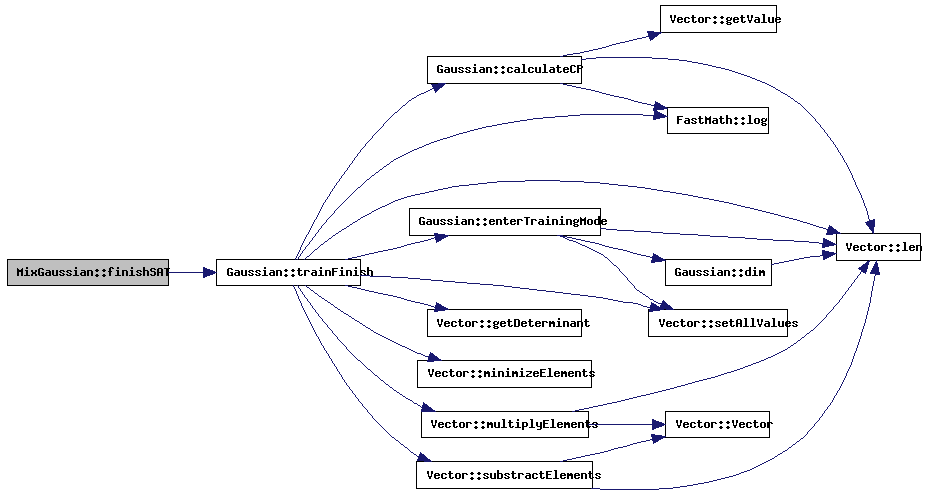 Vector::getValue
Gaussian::calculateCP
FastMath::log
Gaussian::enterTrainingMode
Vector::len
MixGaussian::finishSAT
Gaussian::trainFinish
Gaussian::dim
Vector::getDeterminant
Vector::setAllValues
Vector::minimizeElements
Vector::multiplyElements
Vector::Vector
Vector::substractElements